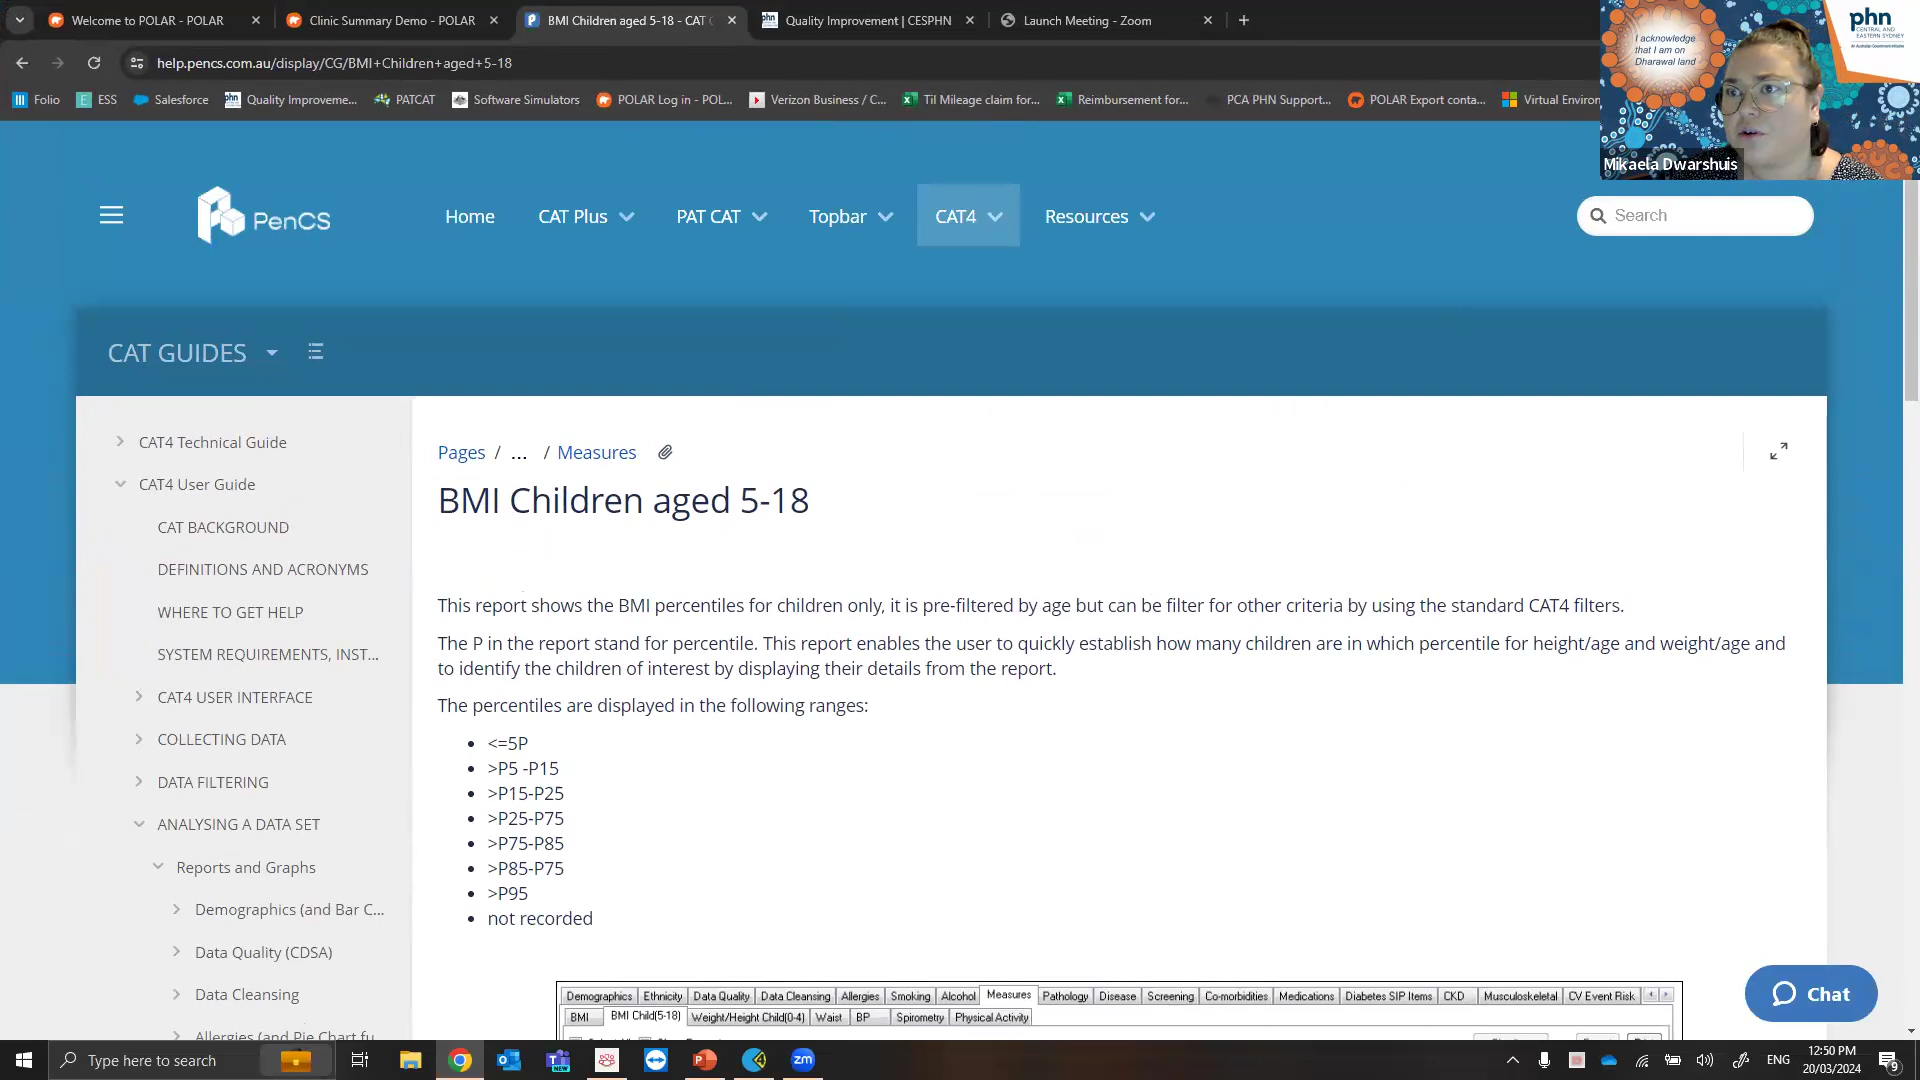 Welcome to POLAR - POLAR
Clinic Summary Demo - POLAR
BMI Children aged 5-18 - CAT
Quality Improvement | CESPHN
Launch Meeting - Zoom
help.pencs.com.au/display/CG/BMI+Children+aged+5-18
Folio
ESS
Salesforce
Quality Improveme...
PATCAT
Software Simulators
POLAR Log in - POL...
Verizon Business / C...
Til Mileage claim for...
Reimbursement for...
PCA PHN Support...
POLAR Export conta...
Virtual Environ
I acknowledge
that I am on
Dharawal land
phn
CENTRAL AND
EASTERN SYDNEY
An Australian Government Initiative
Mikaela Dwarshuis
PenCS
Home
CAT Plus
PAT CAT
Topbar
CAT4
Resources
Search
CAT GUIDES
CAT4 Technical Guide
CAT4 User Guide
CAT BACKGROUND
DEFINITIONS AND ACRONYMS
WHERE TO GET HELP
SYSTEM REQUIREMENTS, INST...
CAT4 USER INTERFACE
COLLECTING DATA
DATA FILTERING
ANALYSING A DATA SET
Reports and Graphs
Demographics (and Bar C...
Data Quality (CDSA)
Data Cleansing
Allergies (and Pie Chart fu
Pages / ... / Measures
BMI Children aged 5-18
This report shows the BMI percentiles for children only, it is pre-filtered by age but can be filter for other criteria by using the standard CAT4 filters.
The P in the report stand for percentile. This report enables the user to quickly establish how many children are in which percentile for height/age and weight/age and
to identify the children of interest by displaying their details from the report.
The percentiles are displayed in the following ranges:
<=5P
>P5 -P15
>P15-P25
>P25-P75
>P75-P85
>P85-P75
>P95
not recorded
Demographics Ethnicity Data Quality Data Cleansing Allergies Smoking Alcohol Measures Pathology Disease Screening Co-morbidities Medications Diabetes SIP Items CKD Musculoskeletal CV Event Risk
BMI BMI Child(5-18) Weight/Height Child(0-4) Waist BP Spirometry Physical Activity
Chat
Type here to search
ENG
12:50 PM
20/03/2024
9